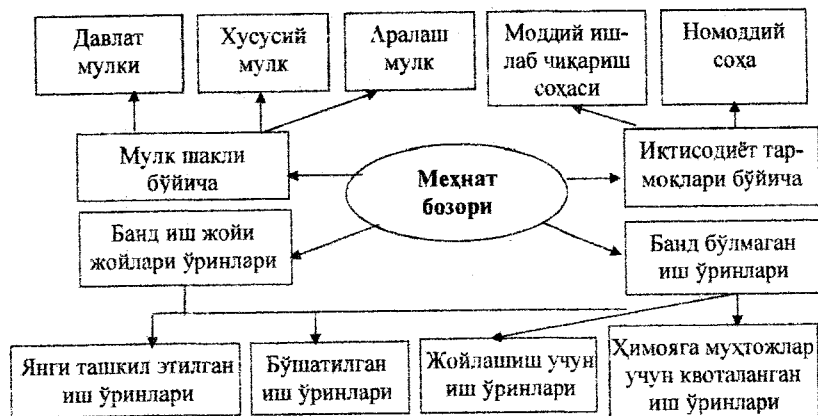 Давлат
мулки
Хусусий
мулк
Аралаш
мулк
Моддий иш-
лаб чиқариш
соҳаси
Номоддий
соҳа
Мулк шакли
бўйича
Меҳнат
бозори
Иқтисодиёт тар-
моқлари бўйича
Банд иш жойи
жойлари ўринлари
Банд бўлмаган
иш ўринлари
Янги ташкил этилган
иш ўринлари
Бўшатилган
иш ўринлари
Жойлашиш учун
иш ўринлари
Ҳимояга муҳтожлар
учун квоталанган
иш ўринлари